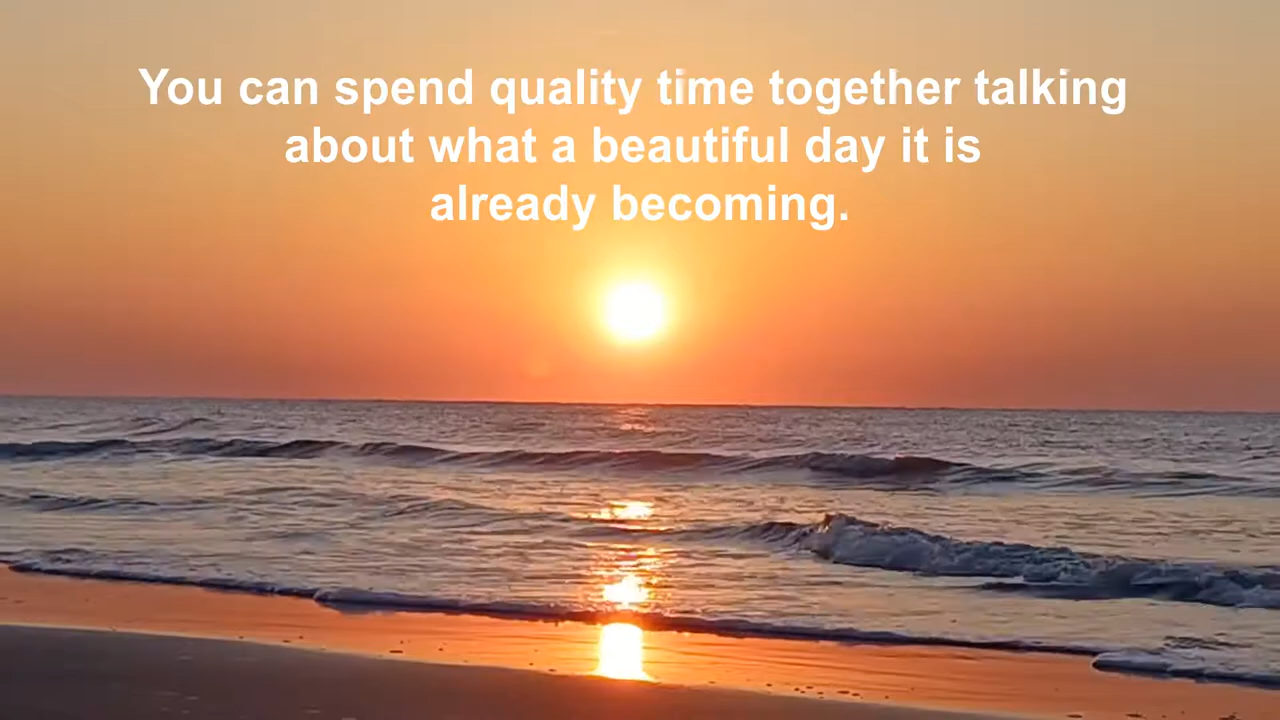 You can spend quality time together talking
about what a beautiful day it is
already becoming.